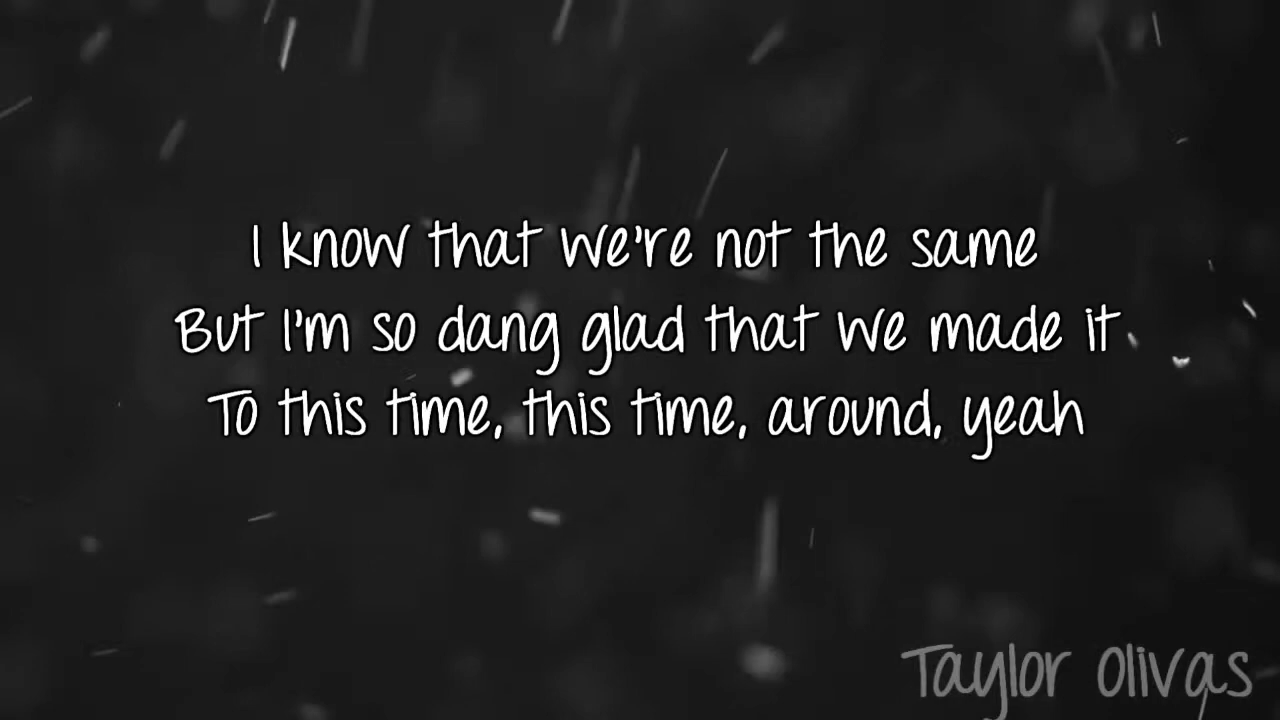 I know that we're not the same
But I'm so dang glad that we made it
To this time, this time, around, yeah
Taylor Olivas